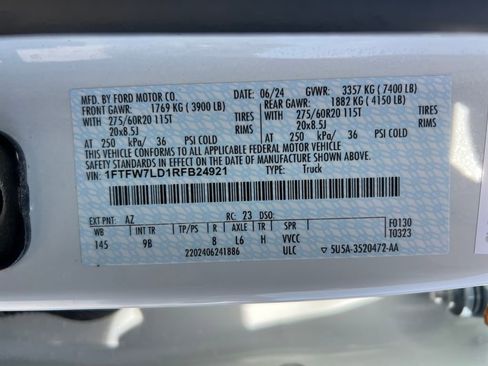 MFD. BY FORD MOTOR CO.
DATE: 06/24 GVWR: 3357 KG (7400 LB)
FRONT GAWR: 1769 KG (3900 LB) REAR GAWR: 1882 KG (4150 LB)
WITH 275/60R20 115T TIRES WITH 275/60R20 115T TIRES
20x8.5J RIMS 20x8.5J RIMS
AT 250 kPa/ 36 PSI COLD AT 250 kPa/ 36 PSI COLD
THIS VEHICLE CONFORMS TO ALL APPLICABLE FEDERAL MOTOR VEHICLE
SAFETY AND THEFT PREVENTION STANDARDS IN EFFECT ON THE DATE OF MANUFACTURE SHOWN ABOVE.
VIN: 1FTFW7LD1RFB24921 TYPE: Truck
EXT PNT: AZ RC: 23 DSO:
WB INT TR TP/PS R AXLE TR SPR
145 9B 8 L6 H VVCC
2202406241886 ULC
F0130
T0323
5U5A-3520472-AA